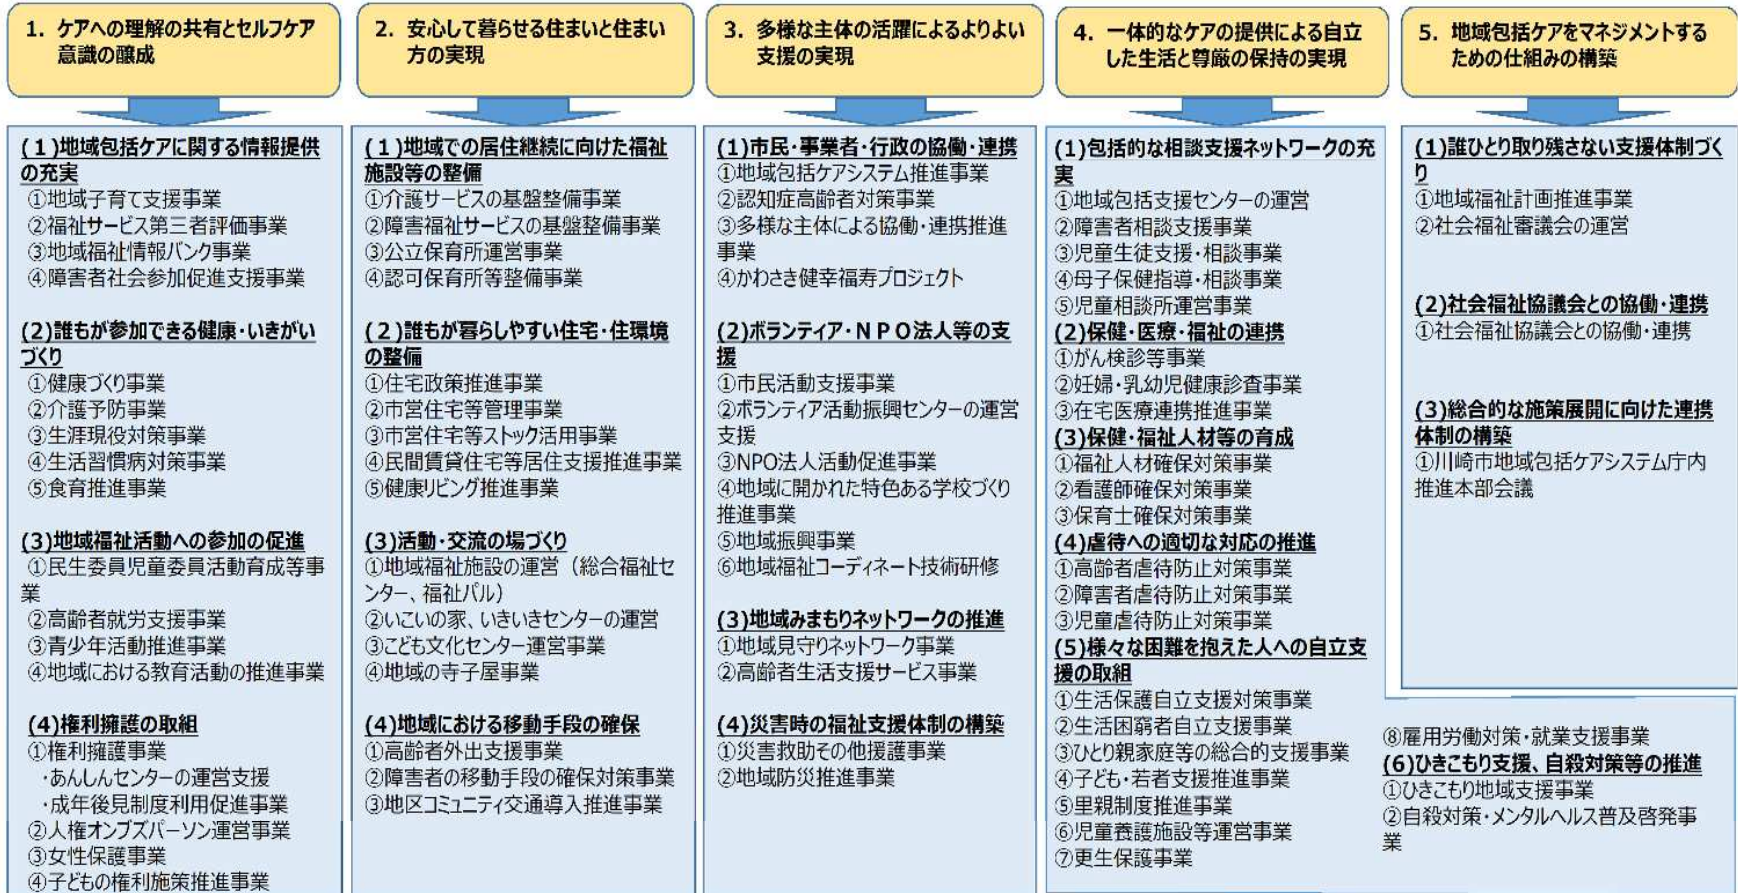 1. ケアへの理解の共有とセルフケア
意識の醸成
2. 安心して暮らせる住まいと住まい
方の実現
3. 多様な主体の活躍によるよりよい
支援の実現
4. 一体的なケアの提供による自立
した生活と尊厳の保持の実現
5. 地域包括ケアをマネジメントする
ための仕組みの構築
(1)地域包括ケアに関する情報提供
の充実
①地域子育て支援事業
②福祉サービス第三者評価事業
③地域福祉情報バンク事業
④障害者社会参加促進支援事業
(2)誰もが参加できる健康・いきがい
づくり
①健康づくり事業
②介護予防事業
③生涯現役対策事業
④生活習慣病対策事業
⑤食育推進事業
(3)地域福祉活動への参加の促進
①民生委員児童委員活動育成等事
業
②高齢者就労支援事業
③青少年活動推進事業
④地域における教育活動の推進事業
(4)権利擁護の取組
①権利擁護事業
・あんしんセンターの運営支援
・成年後見制度利用促進事業
②人権オンブズパーソン運営事業
③女性保護事業
④子どもの権利施策推進事業
(1)地域での居住継続に向けた福祉
施設等の整備
①介護サービスの基盤整備事業
②障害福祉サービスの基盤整備事業
③公立保育所運営事業
④認可保育所等整備事業
(2)誰もが暮らしやすい住宅・住環境
の整備
①住宅政策推進事業
②市営住宅等管理事業
③市営住宅等ストック活用事業
④民間賃貸住宅等居住支援推進事業
⑤健康リビング推進事業
(3)活動・交流の場づくり
①地域福祉施設の運営（総合福祉セ
ンター、福祉パル）
②いこいの家、いきいきセンターの運営
③こども文化センター運営事業
④地域の寺子屋事業
(4)地域における移動手段の確保
①高齢者外出支援事業
②障害者の移動手段の確保対策事業
③地区コミュニティ交通導入推進事業
(1)市民・事業者・行政の協働・連携
①地域包括ケアシステム推進事業
②認知症高齢者対策事業
③多様な主体による協働・連携推進
事業
④かわさき健幸福寿プロジェクト
(2)ボランティア・ＮＰＯ法人等の支
援
①市民活動支援事業
②ボランティア活動振興センターの運営
支援
③NPO法人活動促進事業
④地域に開かれた特色ある学校づくり
推進事業
⑤地域振興事業
⑥地域福祉コーディネート技術研修
(3)地域みまもりネットワークの推進
①地域見守りネットワーク事業
②高齢者生活支援サービス事業
(4)災害時の福祉支援体制の構築
①災害救助その他援護事業
②地域防災推進事業
(1)包括的な相談支援ネットワークの充
実
①地域包括支援センターの運営
②障害者相談支援事業
③児童生徒支援・相談事業
④母子保健指導・相談事業
⑤児童相談所運営事業
(2)保健・医療・福祉の連携
①がん検診等事業
②妊婦・乳幼児健康診査事業
③在宅医療連携推進事業
(3)保健・福祉人材等の育成
①福祉人材確保対策事業
②看護師確保対策事業
③保育士確保対策事業
(4)虐待への適切な対応の推進
①高齢者虐待防止対策事業
②障害者虐待防止対策事業
③児童虐待防止対策事業
(5)様々な困難を抱えた人への自立支
援の取組
①生活保護自立支援対策事業
②生活困窮者自立支援事業
③ひとり親家庭等の総合的支援事業
④子ども・若者支援推進事業
⑤里親制度推進事業
⑥児童養護施設等運営事業
⑦更生保護事業
⑧雇用労働対策・就業支援事業
(6)ひきこもり支援、自殺対策等の推進
①ひきこもり地域支援事業
②自殺対策・メンタルヘルス普及啓発事
業
(1)誰ひとり取り残さない支援体制づく
り
①地域福祉計画推進事業
②社会福祉審議会の運営
(2)社会福祉協議会との協働・連携
①社会福祉協議会との協働・連携
(3)総合的な施策展開に向けた連携
体制の構築
①川崎市地域包括ケアシステム庁内
推進本部会議